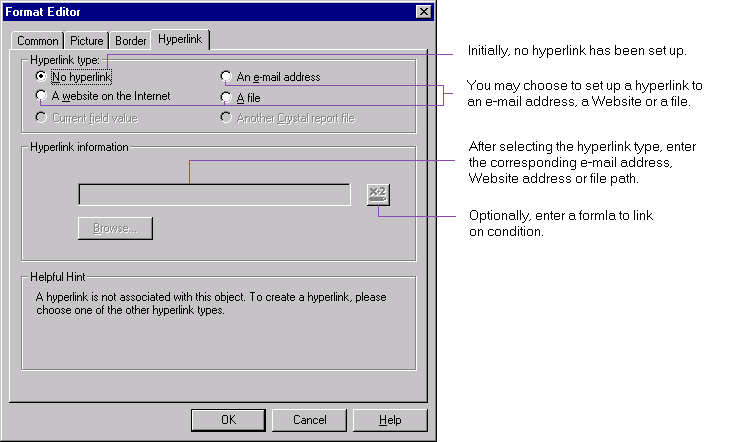 Format Editor
Common Picture Border Hyperlink
Hyperlink type:
No hyperlink
An e-mail address
A website on the Internet
A file
Current field value
Another Crystal report file
Hyperlink information
X-2
Browse...
Helpful Hint
A hyperlink is not associated with this object. To create a hyperlink, please
choose one of the other hyperlink types.
OK Cancel Help
Initially, no hyperlink has been set up.
You may choose to set up a hyperlink to
an e-mail address, a Website or a file.
After selecting the hyperlink type, enter
the corresponding e-mail address,
Website address or file path.
Optionally, enter a formla to link
on condition.